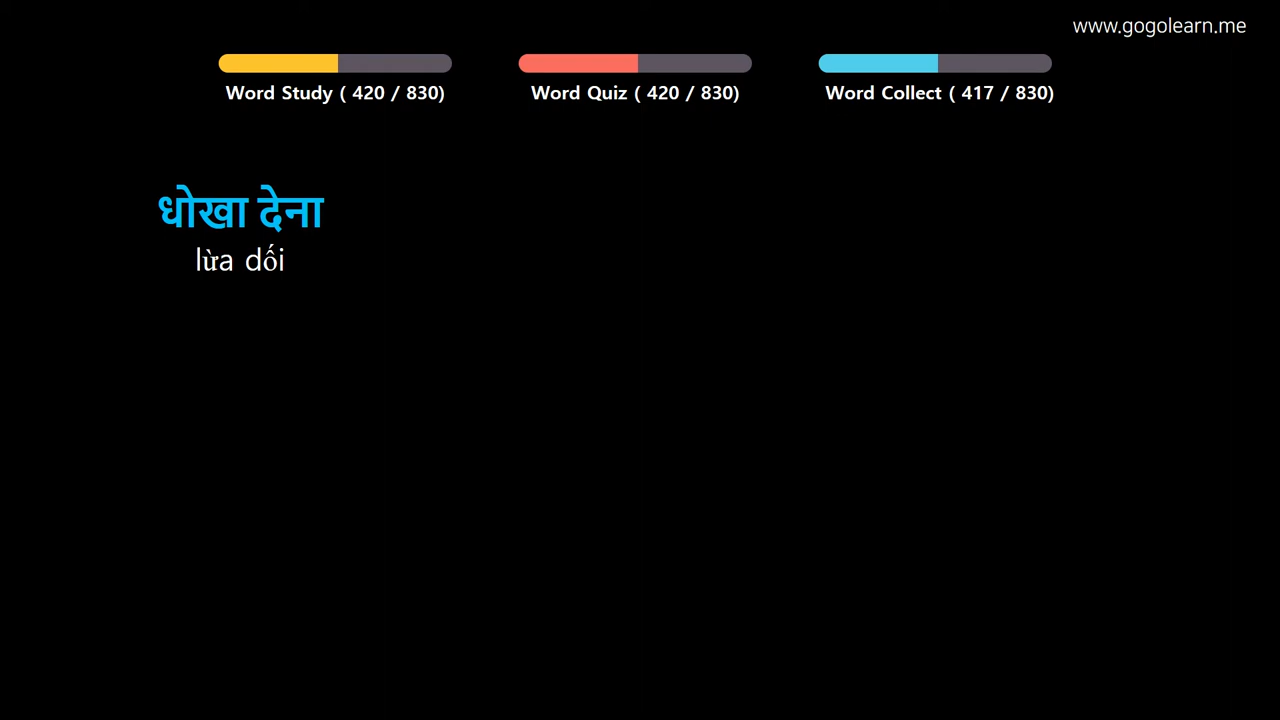 www.gogolearn.me
Word Study ( 420 / 830)
Word Quiz ( 420 / 830)
Word Collect ( 417 / 830)
धोखा देना
lừa dối